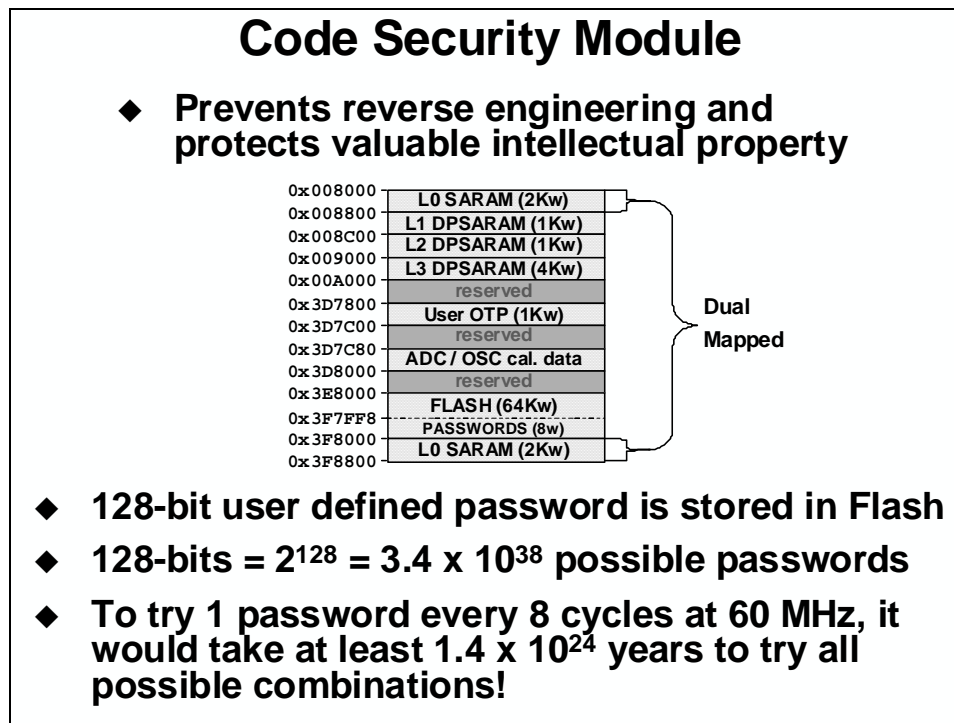 Code Security Module
◆ Prevents reverse engineering and
protects valuable intellectual property
0x008000
L0 SARAM (2Kw)
0x008800
L1 DPSARAM (1Kw)
0x008C00
L2 DPSARAM (1Kw)
0x009000
L3 DPSARAM (4Kw)
0x00A000
reserved
0x3D7800
User OTP (1Kw)
0x3D7C00
reserved
0x3D7C80
ADC / OSC cal. data
0x3D8000
reserved
0x3E8000
FLASH (64Kw)
0x3F7FF8
PASSWORDS (8w)
0x3F8000
L0 SARAM (2Kw)
0x3F8800
Dual
Mapped
◆ 128-bit user defined password is stored in Flash
◆ 128-bits = 2¹²⁸ = 3.4 x 10³⁸ possible passwords
◆ To try 1 password every 8 cycles at 60 MHz, it
would take at least 1.4 x 10²⁴ years to try all
possible combinations!